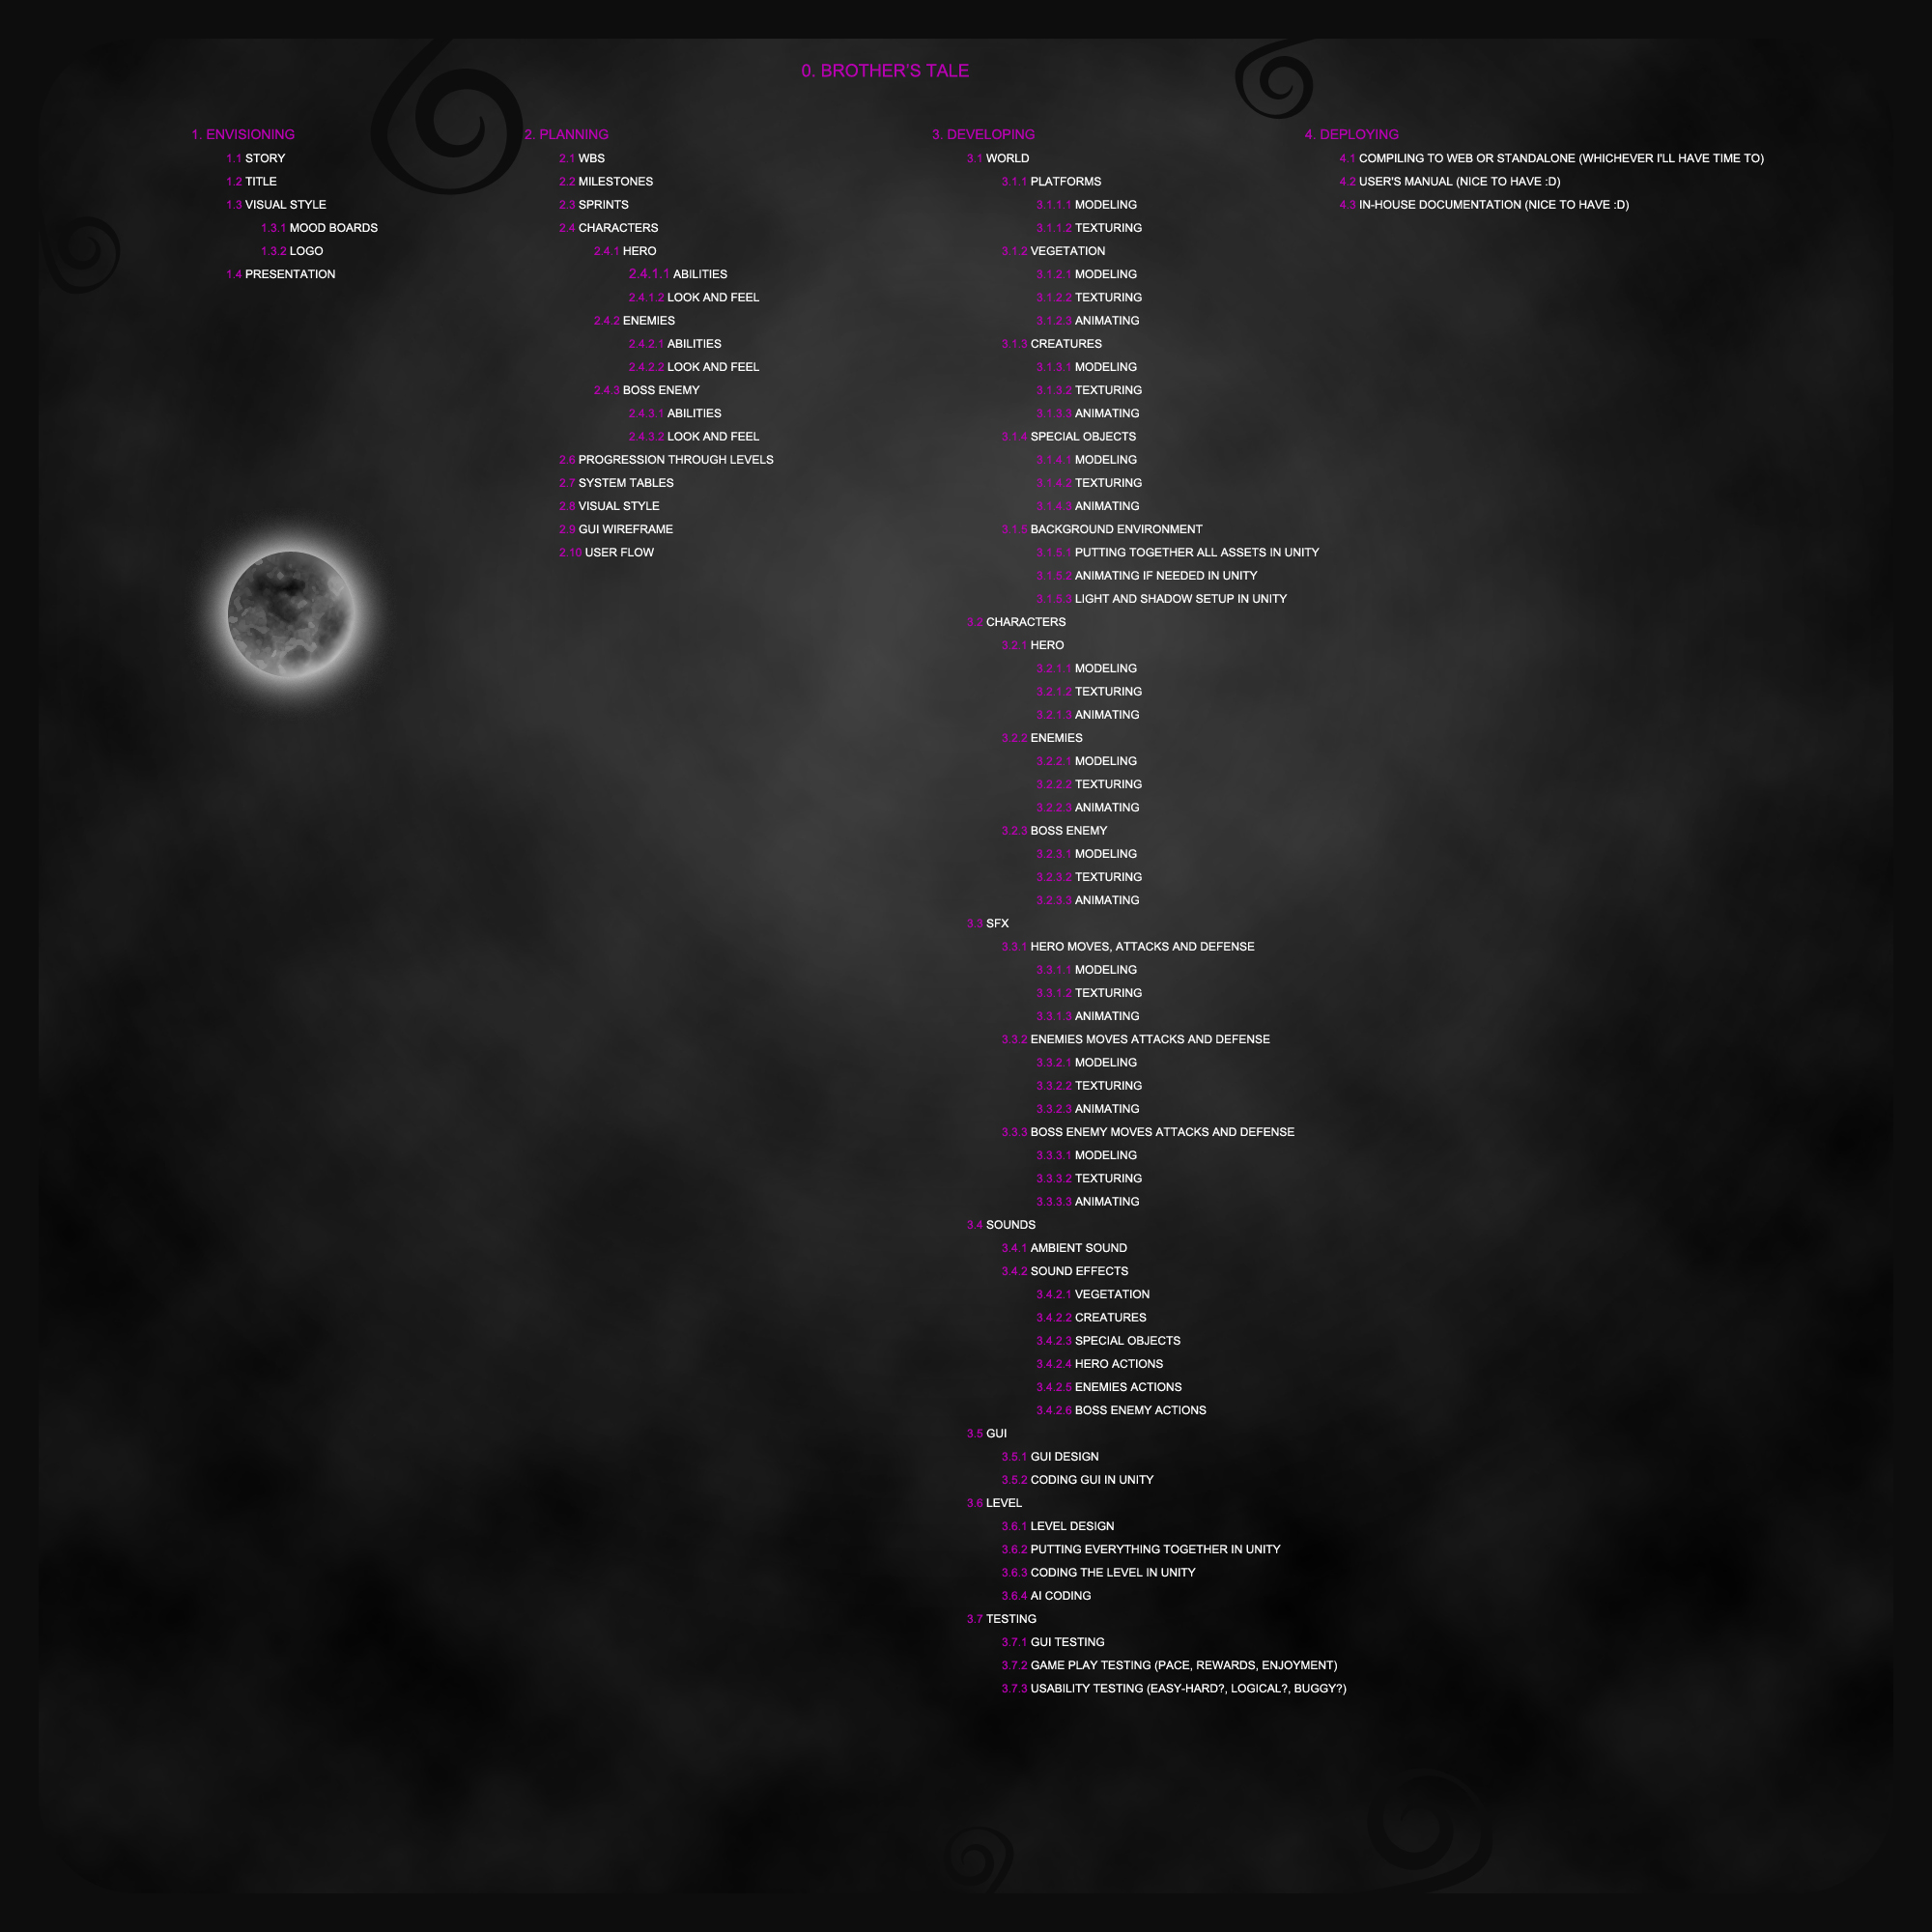 0. BROTHER'S TALE
1. ENVISIONING
1.1 STORY
1.2 TITLE
1.3 VISUAL STYLE
1.3.1 MOOD BOARDS
1.3.2 LOGO
1.4 PRESENTATION
2. PLANNING
2.1 WBS
2.2 MILESTONES
2.3 SPRINTS
2.4 CHARACTERS
2.4.1 HERO
2.4.1.1 ABILITIES
2.4.1.2 LOOK AND FEEL
2.4.2 ENEMIES
2.4.2.1 ABILITIES
2.4.2.2 LOOK AND FEEL
2.4.3 BOSS ENEMY
2.4.3.1 ABILITIES
2.4.3.2 LOOK AND FEEL
2.6 PROGRESSION THROUGH LEVELS
2.7 SYSTEM TABLES
2.8 VISUAL STYLE
2.9 GUI WIREFRAME
2.10 USER FLOW
3. DEVELOPING
3.1 WORLD
3.1.1 PLATFORMS
3.1.1.1 MODELING
3.1.1.2 TEXTURING
3.1.2 VEGETATION
3.1.2.1 MODELING
3.1.2.2 TEXTURING
3.1.2.3 ANIMATING
3.1.3 CREATURES
3.1.3.1 MODELING
3.1.3.2 TEXTURING
3.1.3.3 ANIMATING
3.1.4 SPECIAL OBJECTS
3.1.4.1 MODELING
3.1.4.2 TEXTURING
3.1.4.3 ANIMATING
3.1.5 BACKGROUND ENVIRONMENT
3.1.5.1 PUTTING TOGETHER ALL ASSETS IN UNITY
3.1.5.2 ANIMATING IF NEEDED IN UNITY
3.1.5.3 LIGHT AND SHADOW SETUP IN UNITY
3.2 CHARACTERS
3.2.1 HERO
3.2.1.1 MODELING
3.2.1.2 TEXTURING
3.2.1.3 ANIMATING
3.2.2 ENEMIES
3.2.2.1 MODELING
3.2.2.2 TEXTURING
3.2.2.3 ANIMATING
3.2.3 BOSS ENEMY
3.2.3.1 MODELING
3.2.3.2 TEXTURING
3.2.3.3 ANIMATING
3.3 SFX
3.3.1 HERO MOVES, ATTACKS AND DEFENSE
3.3.1.1 MODELING
3.3.1.2 TEXTURING
3.3.1.3 ANIMATING
3.3.2 ENEMIES MOVES ATTACKS AND DEFENSE
3.3.2.1 MODELING
3.3.2.2 TEXTURING
3.3.2.3 ANIMATING
3.3.3 BOSS ENEMY MOVES ATTACKS AND DEFENSE
3.3.3.1 MODELING
3.3.3.2 TEXTURING
3.3.3.3 ANIMATING
3.4 SOUNDS
3.4.1 AMBIENT SOUND
3.4.2 SOUND EFFECTS
3.4.2.1 VEGETATION
3.4.2.2 CREATURES
3.4.2.3 SPECIAL OBJECTS
3.4.2.4 HERO ACTIONS
3.4.2.5 ENEMIES ACTIONS
3.4.2.6 BOSS ENEMY ACTIONS
3.5 GUI
3.5.1 GUI DESIGN
3.5.2 CODING GUI IN UNITY
3.6 LEVEL
3.6.1 LEVEL DESIGN
3.6.2 PUTTING EVERYTHING TOGETHER IN UNITY
3.6.3 CODING THE LEVEL IN UNITY
3.6.4 AI CODING
3.7 TESTING
3.7.1 GUI TESTING
3.7.2 GAME PLAY TESTING (PACE, REWARDS, ENJOYMENT)
3.7.3 USABILITY TESTING (EASY-HARD?, LOGICAL?, BUGGY?)
4. DEPLOYING
4.1 COMPILING TO WEB OR STANDALONE (WHICHEVER I'LL HAVE TIME TO)
4.2 USER'S MANUAL (NICE TO HAVE :D)
4.3 IN-HOUSE DOCUMENTATION (NICE TO HAVE :D)